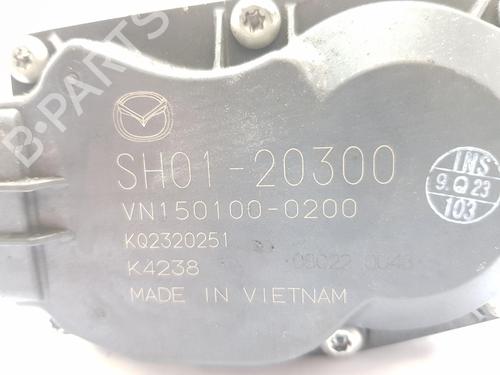 B-PARTS
SH01-20300
VN150100-0200
KQ2320251
K4238
MADE IN VIETNAM
INS
9.Q 23
103